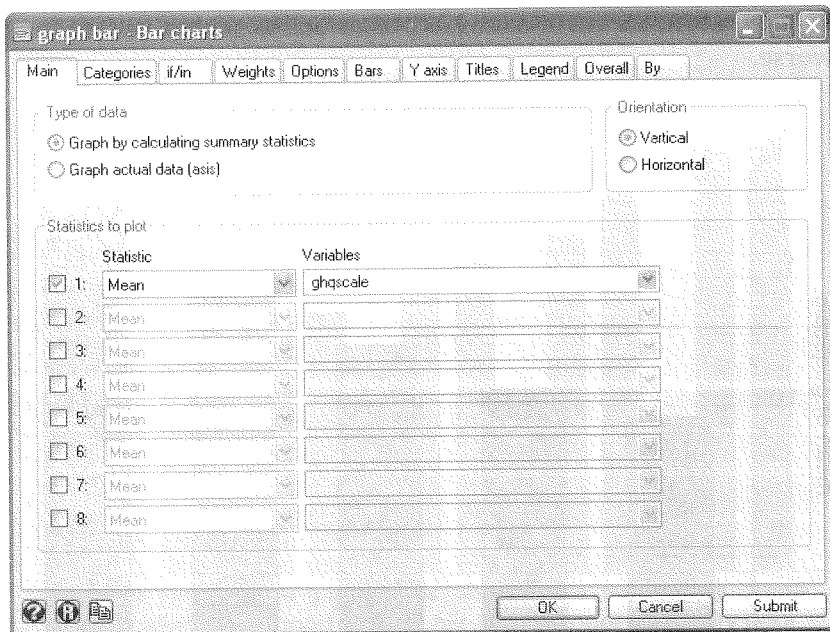 graph bar - Bar charts
Main Categories if/in Weights Options Bars Y axis Titles Legend Overall By
Type of data
Graph by calculating summary statistics
Graph actual data (asis)
Orientation
Vertical
Horizontal
Statistics to plot
Statistic Variables
1: Mean ghqscale
2: Mean
3: Mean
4: Mean
5: Mean
6: Mean
7: Mean
8: Mean
? R
OK Cancel Submit